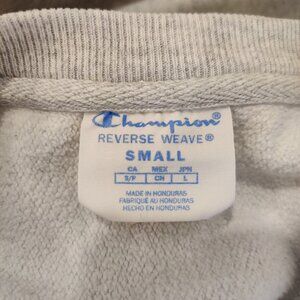 Champion®
REVERSE WEAVE®
SMALL
CA MEX JPN
S/P CH L
MADE IN HONDURAS
FABRIQUÉ AU HONDURAS
HECHO EN HONDURAS